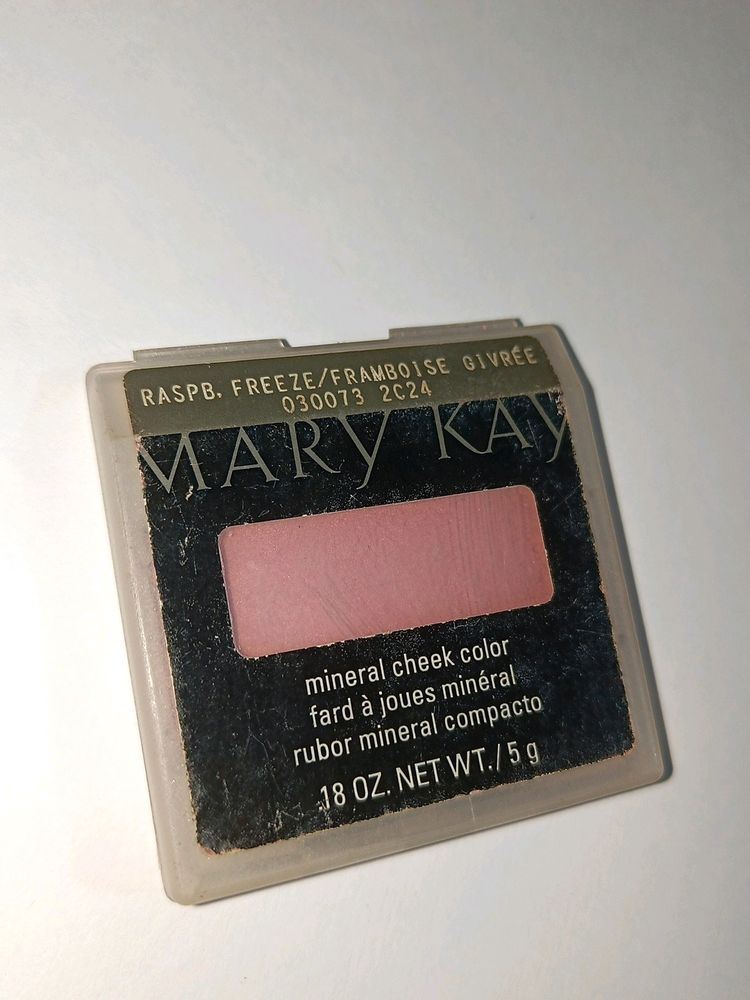 RASPB. FREEZE/FRAMBOISE GIVRÉE
030073 2C24
MARY KAY
mineral cheek color
fard à joues minéral
rubor mineral compacto
.18 OZ. NET WT./5 g